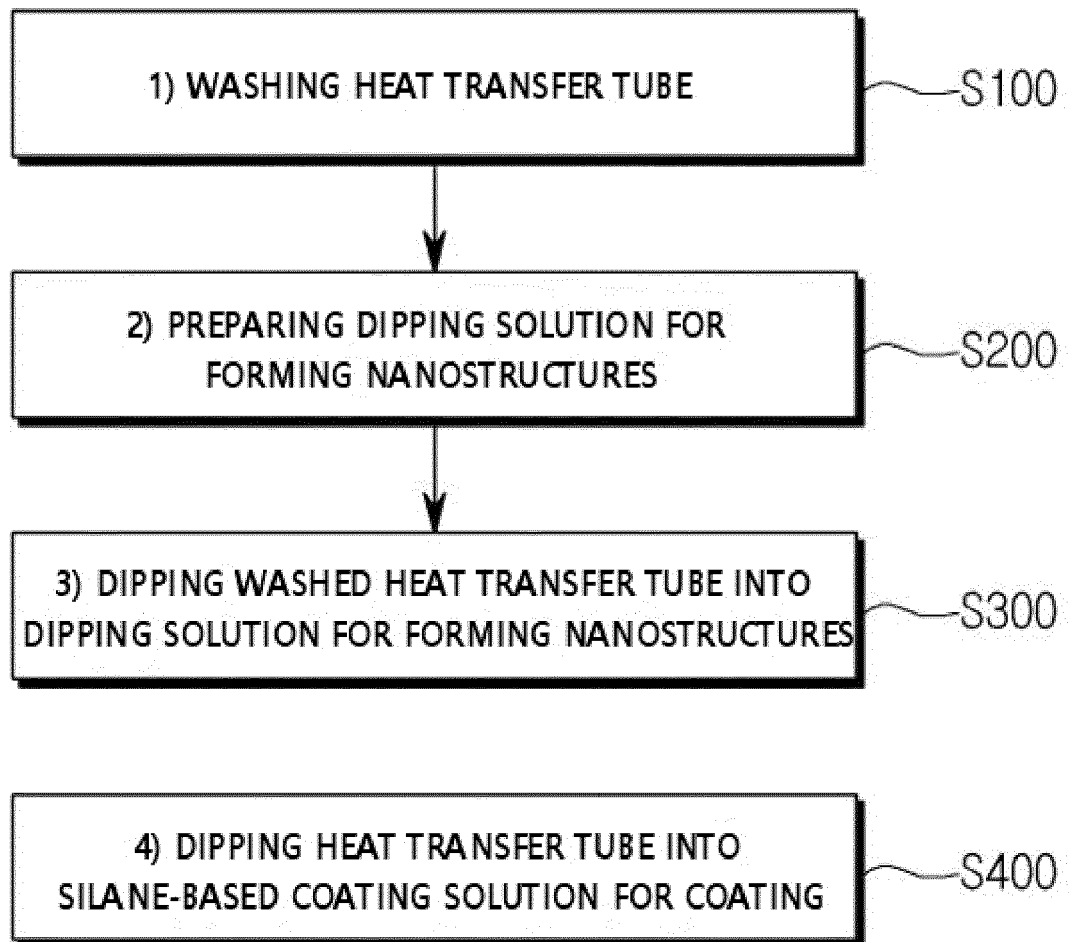 1) WASHING HEAT TRANSFER TUBE
S100
2) PREPARING DIPPING SOLUTION FOR
FORMING NANOSTRUCTURES
S200
3) DIPPING WASHED HEAT TRANSFER TUBE INTO
DIPPING SOLUTION FOR FORMING NANOSTRUCTURES
S300
4) DIPPING HEAT TRANSFER TUBE INTO
SILANE-BASED COATING SOLUTION FOR COATING
S400